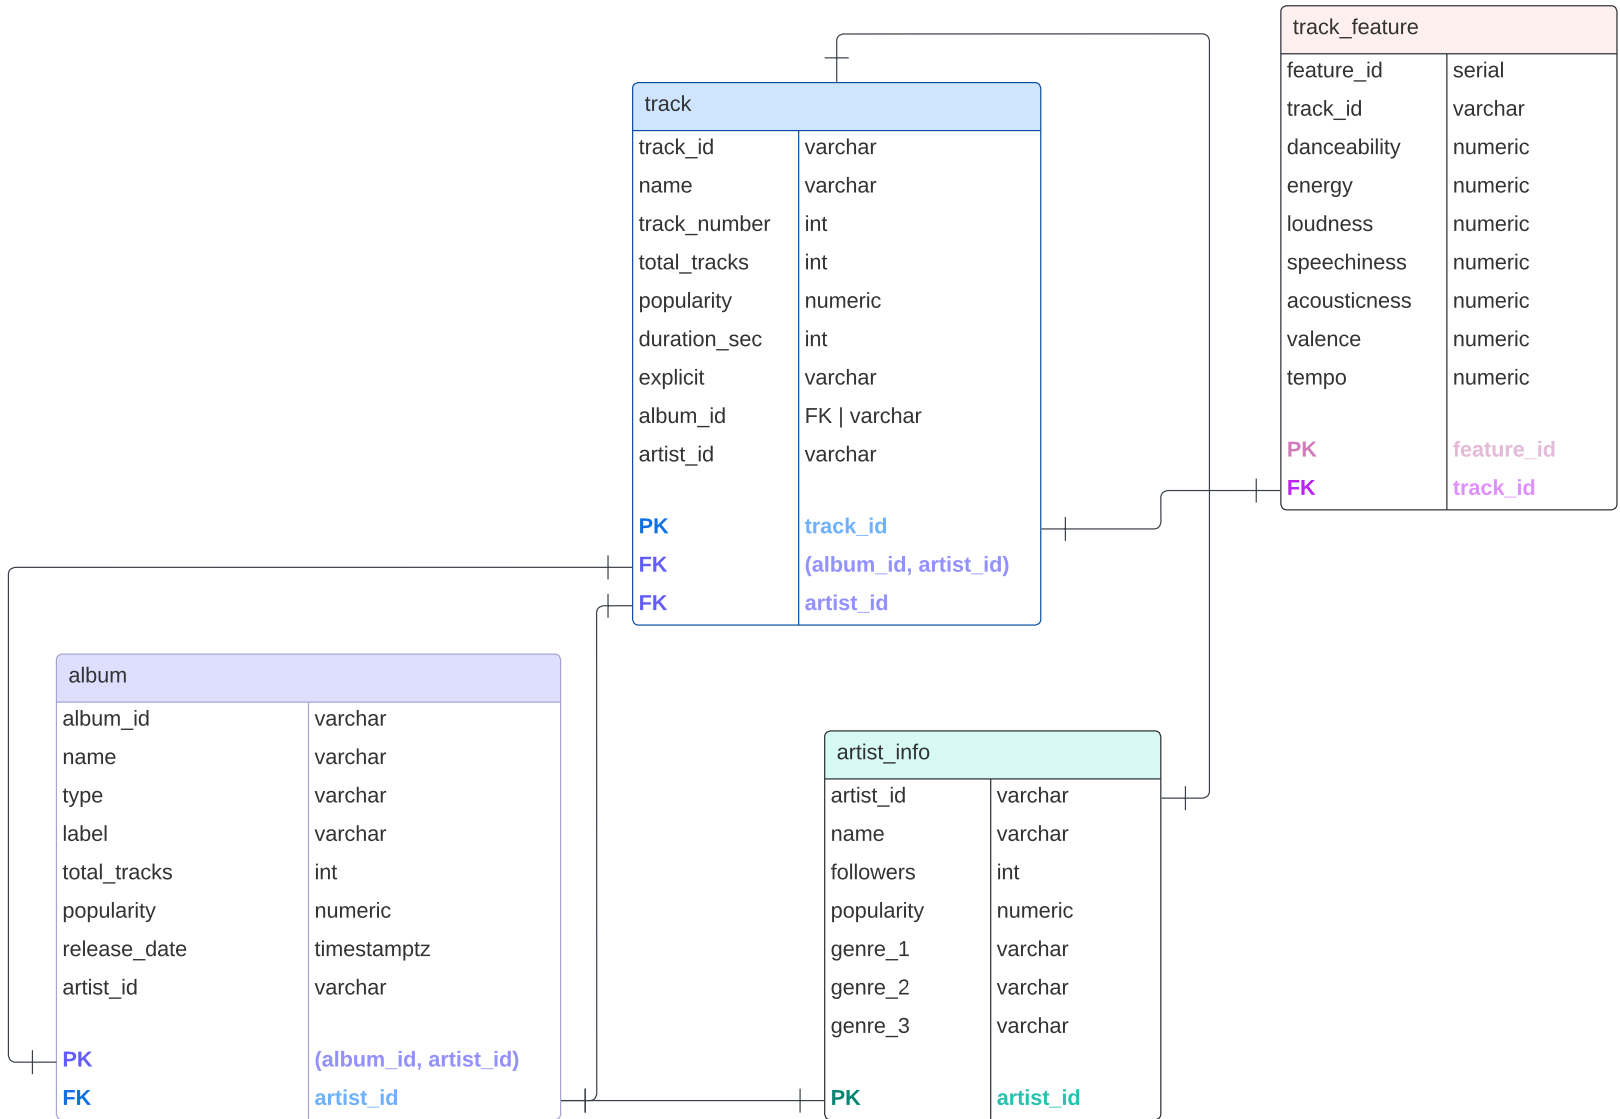 track_feature
feature_id serial
track_id varchar
danceability numeric
energy numeric
loudness numeric
speechiness numeric
acousticness numeric
valence numeric
tempo numeric
PK feature_id
FK track_id
track
track_id varchar
name varchar
track_number int
total_tracks int
popularity numeric
duration_sec int
explicit varchar
album_id FK | varchar
artist_id varchar
PK track_id
FK (album_id, artist_id)
FK artist_id
album
album_id varchar
name varchar
type varchar
label varchar
total_tracks int
popularity numeric
release_date timestamptz
artist_id varchar
PK (album_id, artist_id)
FK artist_id
artist_info
artist_id varchar
name varchar
followers int
popularity numeric
genre_1 varchar
genre_2 varchar
genre_3 varchar
PK artist_id